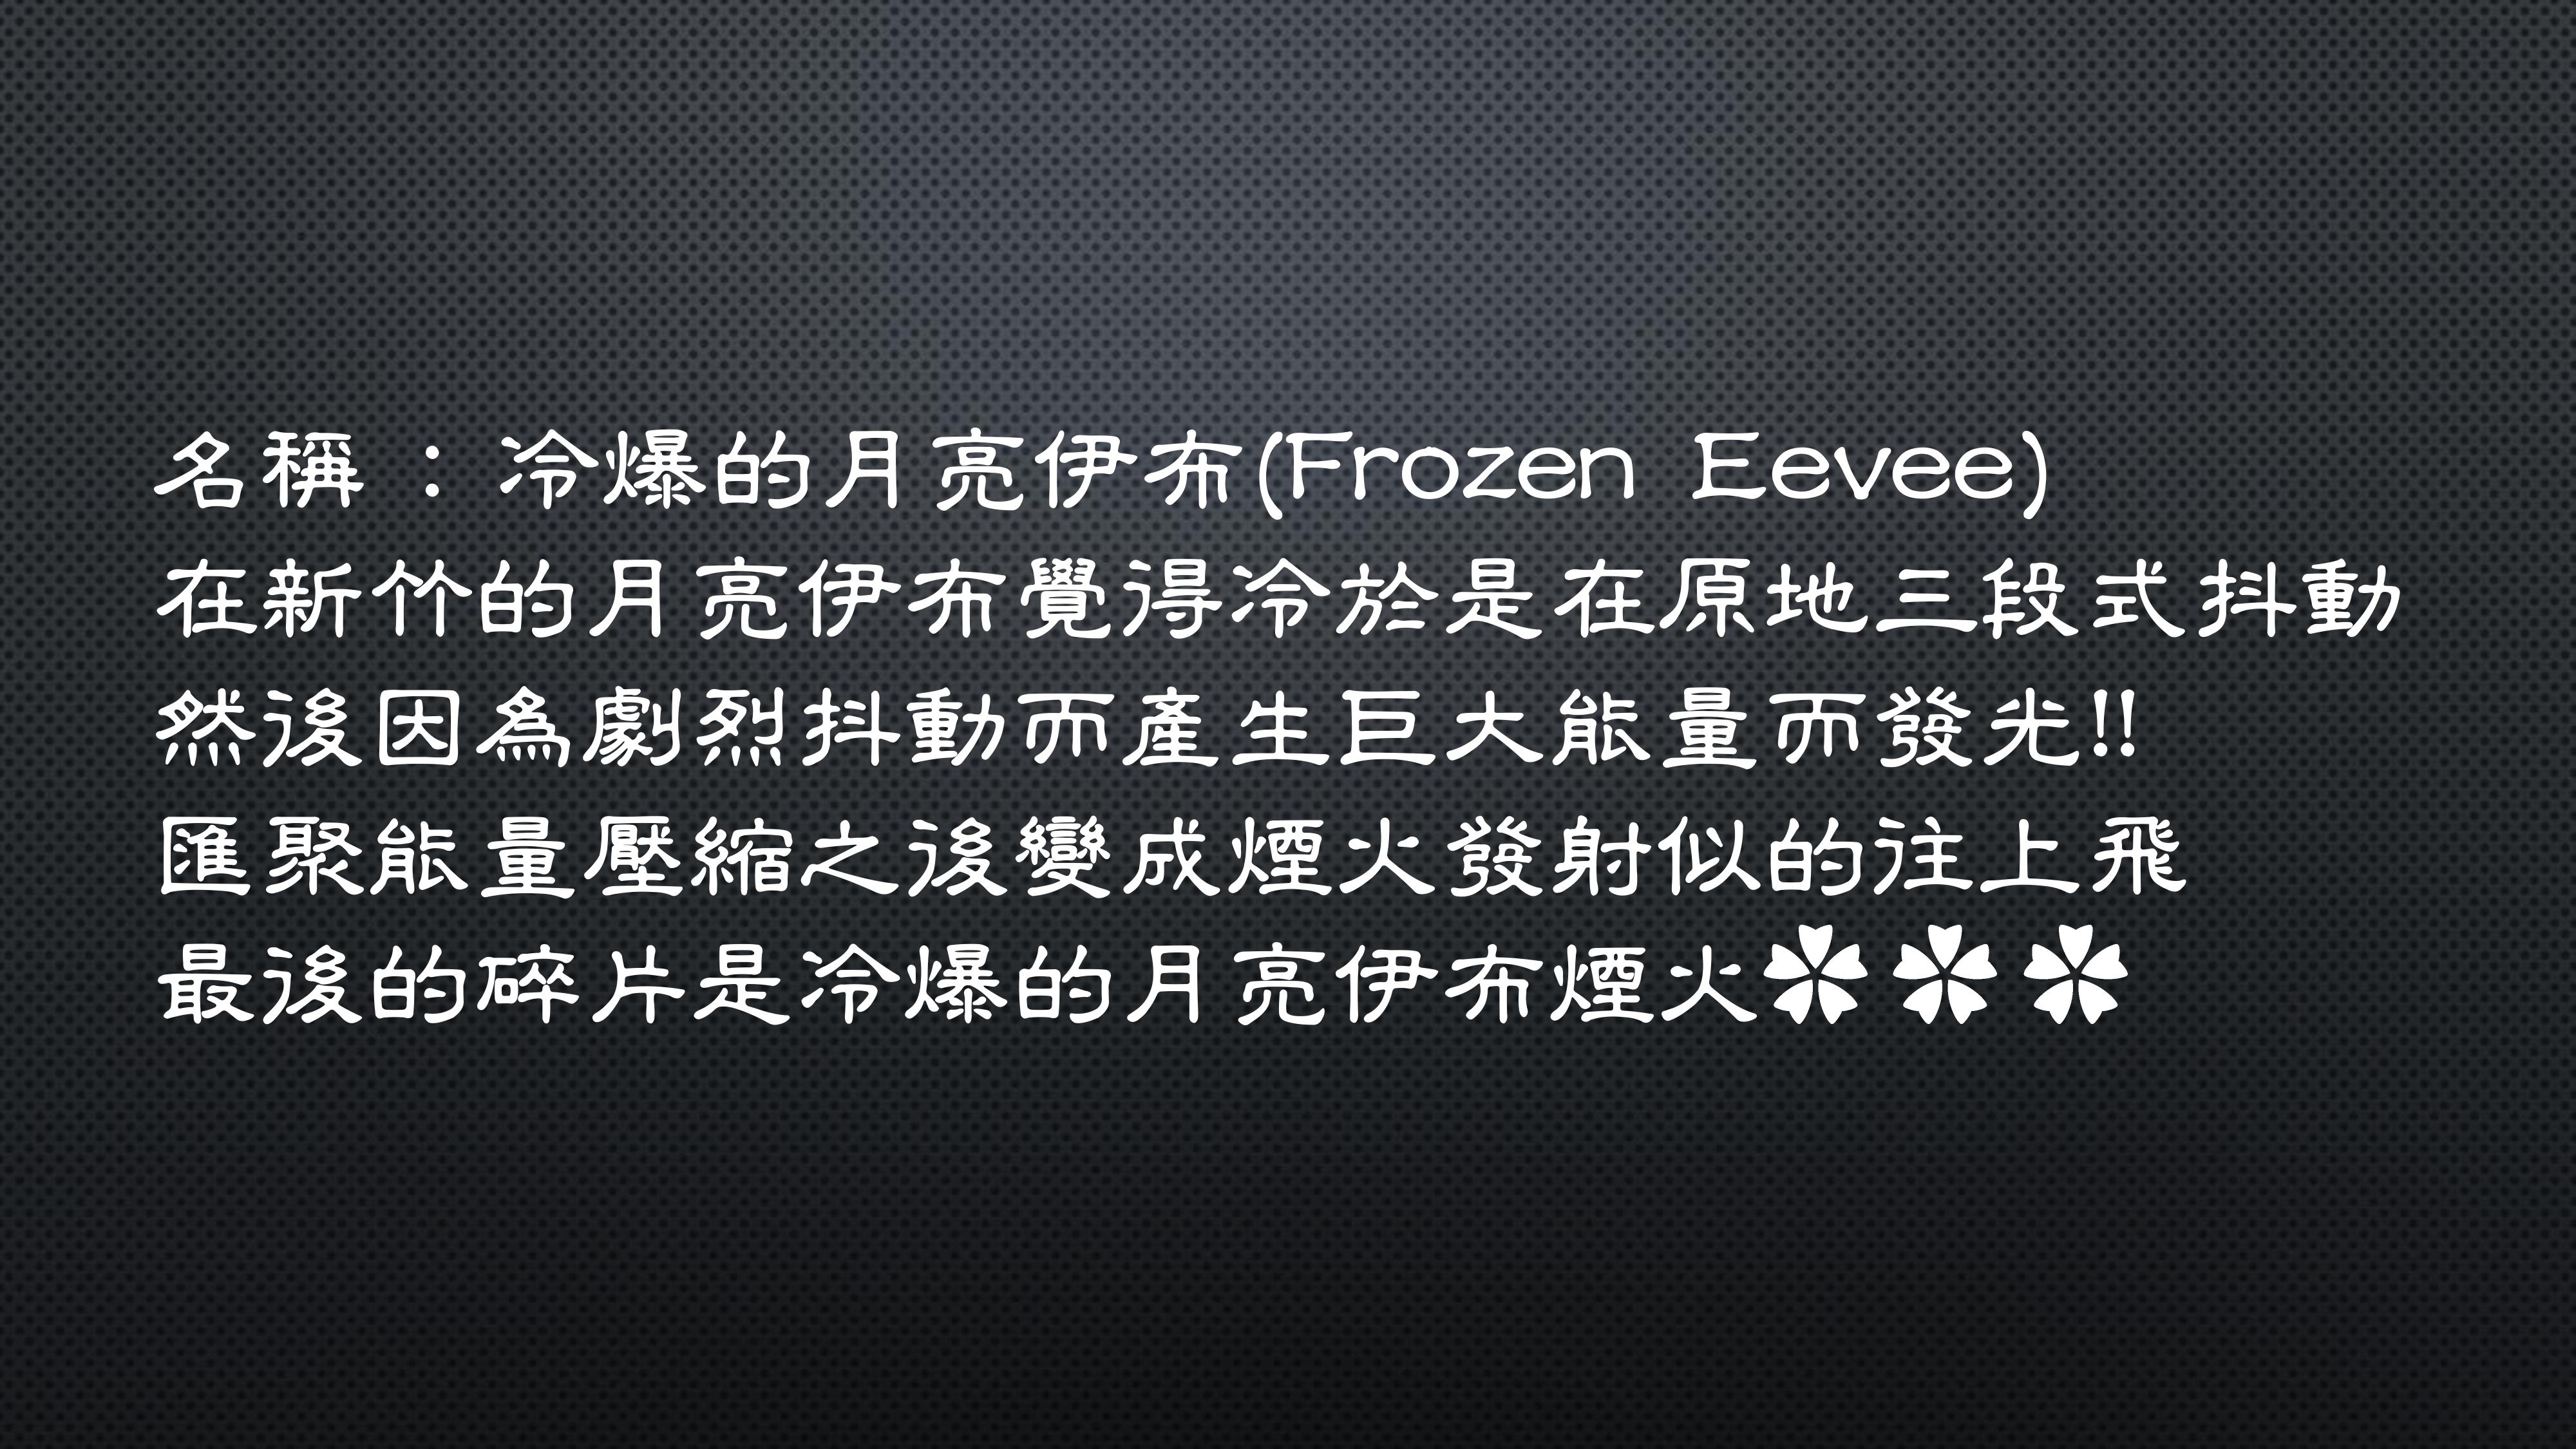 名稱 : 冷爆的月亮伊布(Frozen Eevee)
在新竹的月亮伊布覺得冷於是在原地三段式抖動
然後因為劇烈抖動而產生巨大能量而發光!!
匯聚能量壓縮之後變成煙火發射似的往上飛
最後的碎片是冷爆的月亮伊布煙火✿✿✿